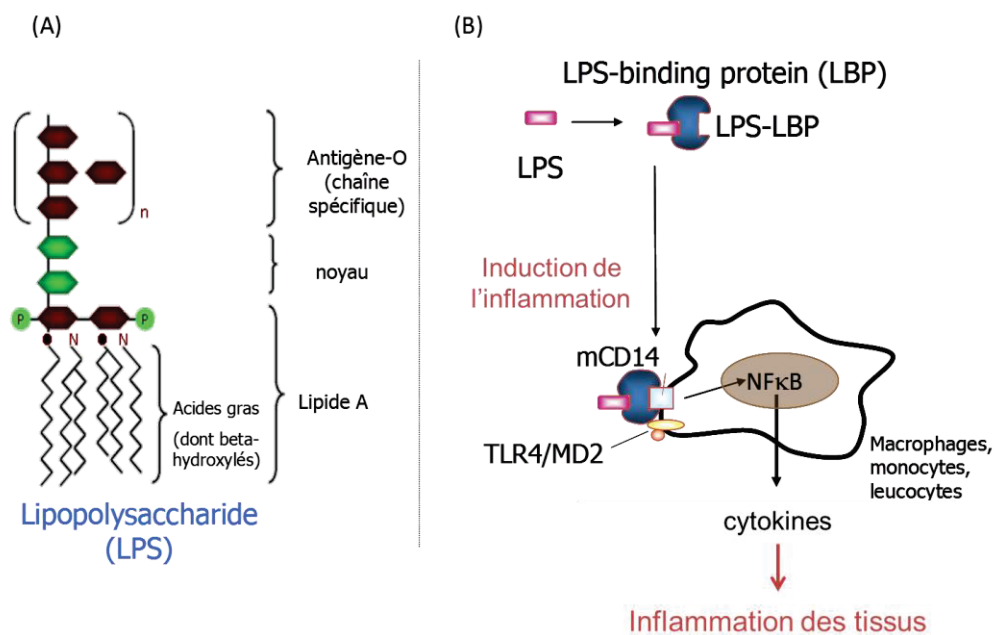 (A)
Antigène-O
(chaîne
spécifique)
n
noyau
P
P
N
N
Acides gras
(dont beta-
hydroxylés)
Lipide A
Lipopolysaccharide
(LPS)
(B)
LPS-binding protein (LBP)
LPS
LPS-LBP
Induction de
l'inflammation
mCD14
NFκB
TLR4/MD2
Macrophages,
monocytes,
leucocytes
cytokines
Inflammation des tissus